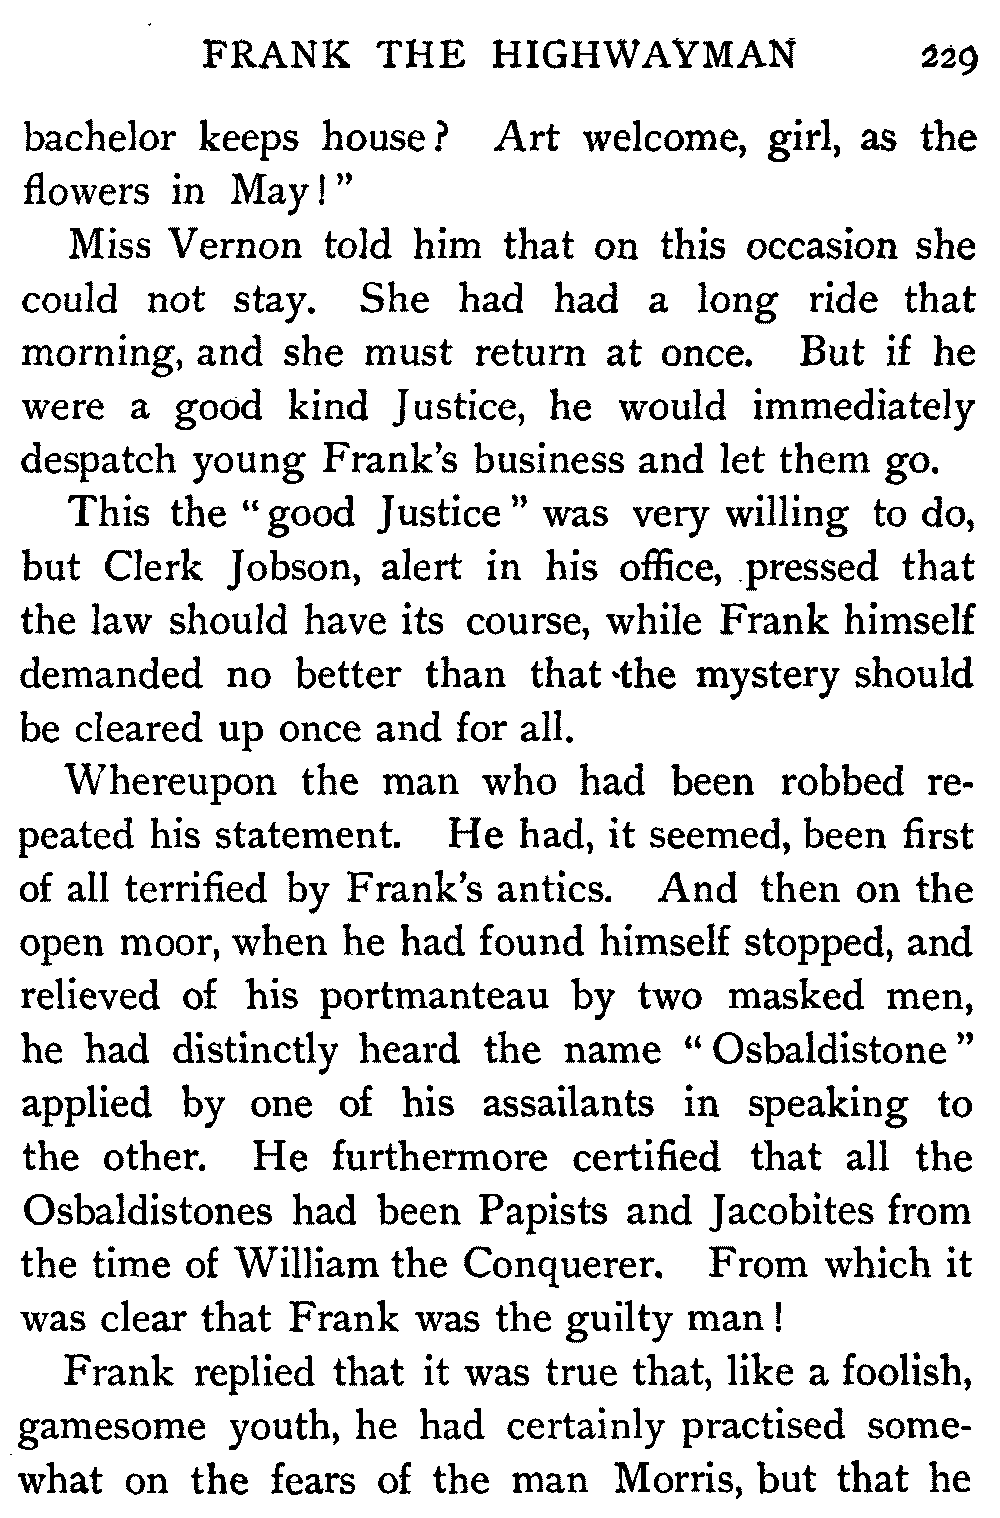 FRANK THE HIGHWAYMAN 229
bachelor keeps house? Art welcome, girl, as the
flowers in May!”
Miss Vernon told him that on this occasion she
could not stay. She had had a long ride that
morning, and she must return at once. But if he
were a good kind Justice, he would immediately
despatch young Frank’s business and let them go.
This the “good Justice” was very willing to do,
but Clerk Jobson, alert in his office, pressed that
the law should have its course, while Frank himself
demanded no better than that the mystery should
be cleared up once and for all.
Whereupon the man who had been robbed re-
peated his statement. He had, it seemed, been first
of all terrified by Frank’s antics. And then on the
open moor, when he had found himself stopped, and
relieved of his portmanteau by two masked men,
he had distinctly heard the name “Osbaldistone”
applied by one of his assailants in speaking to
the other. He furthermore certified that all the
Osbaldistones had been Papists and Jacobites from
the time of William the Conquerer. From which it
was clear that Frank was the guilty man!
Frank replied that it was true that, like a foolish,
gamesome youth, he had certainly practised some-
what on the fears of the man Morris, but that he